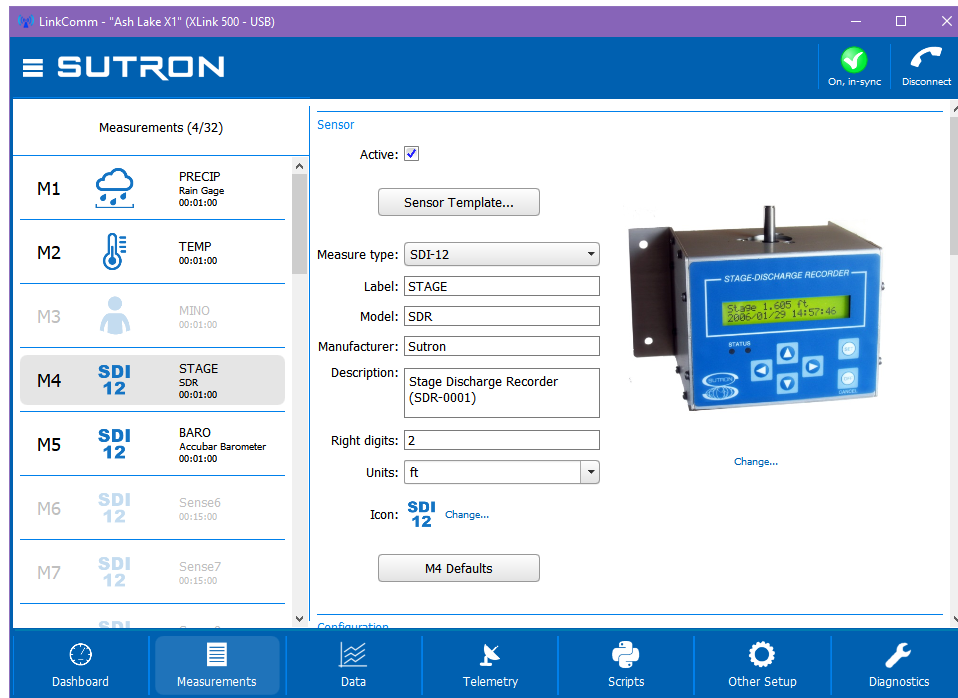 LinkComm - "Ash Lake X1" (XLink 500 - USB)
SUTRON
On, in-sync
Disconnect
Measurements (4/32)
M1
PRECIP
Rain Gage
00:01:00
M2
TEMP
00:01:00
M3
MINO
00:01:00
M4
SDI
12
STAGE
SDR
00:01:00
M5
SDI
12
BARO
Accubar Barometer
00:01:00
M6
SDI
12
Sense6
00:15:00
M7
SDI
12
Sense7
00:15:00
Sensor
Active:
Sensor Template...
Measure type: SDI-12
Label: STAGE
Model: SDR
Manufacturer: Sutron
Description: Stage Discharge Recorder
(SDR-0001)
Right digits: 2
Units: ft
Icon: SDI
12
Change...
M4 Defaults
STAGE-DISCHARGE RECORDER
Stage 1.605 ft
2006/01/29 14:57:46
STATUS
SUTRON
CANCEL
Change...
Configuration
Dashboard
Measurements
Data
Telemetry
Scripts
Other Setup
Diagnostics